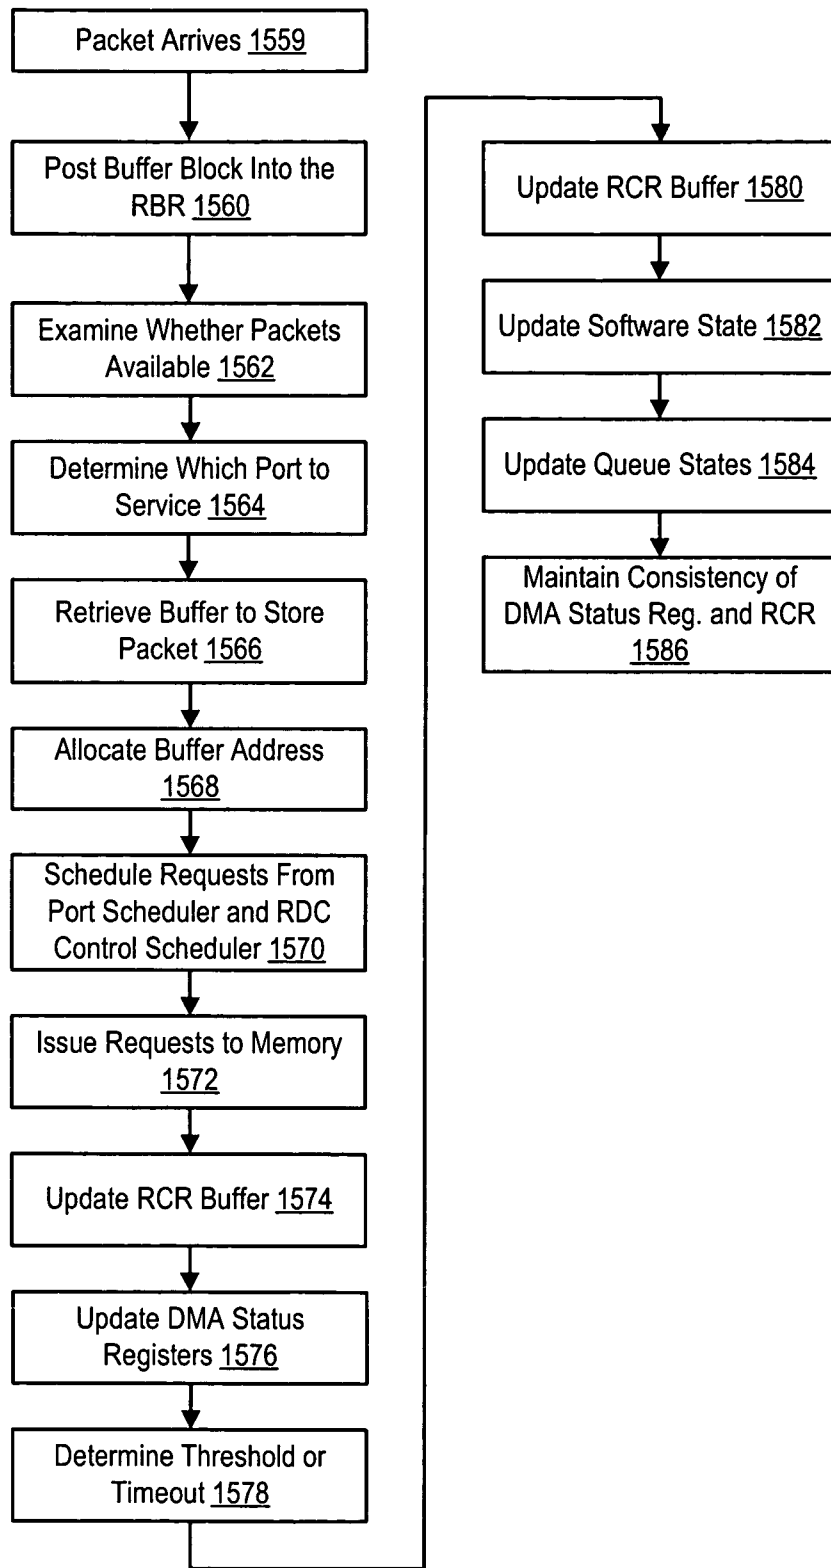 Packet Arrives 1559
Post Buffer Block Into the
RBR 1560
Examine Whether Packets
Available 1562
Determine Which Port to
Service 1564
Retrieve Buffer to Store
Packet 1566
Allocate Buffer Address
1568
Schedule Requests From
Port Scheduler and RDC
Control Scheduler 1570
Issue Requests to Memory
1572
Update RCR Buffer 1574
Update DMA Status
Registers 1576
Determine Threshold or
Timeout 1578
Update RCR Buffer 1580
Update Software State 1582
Update Queue States 1584
Maintain Consistency of
DMA Status Reg. and RCR
1586